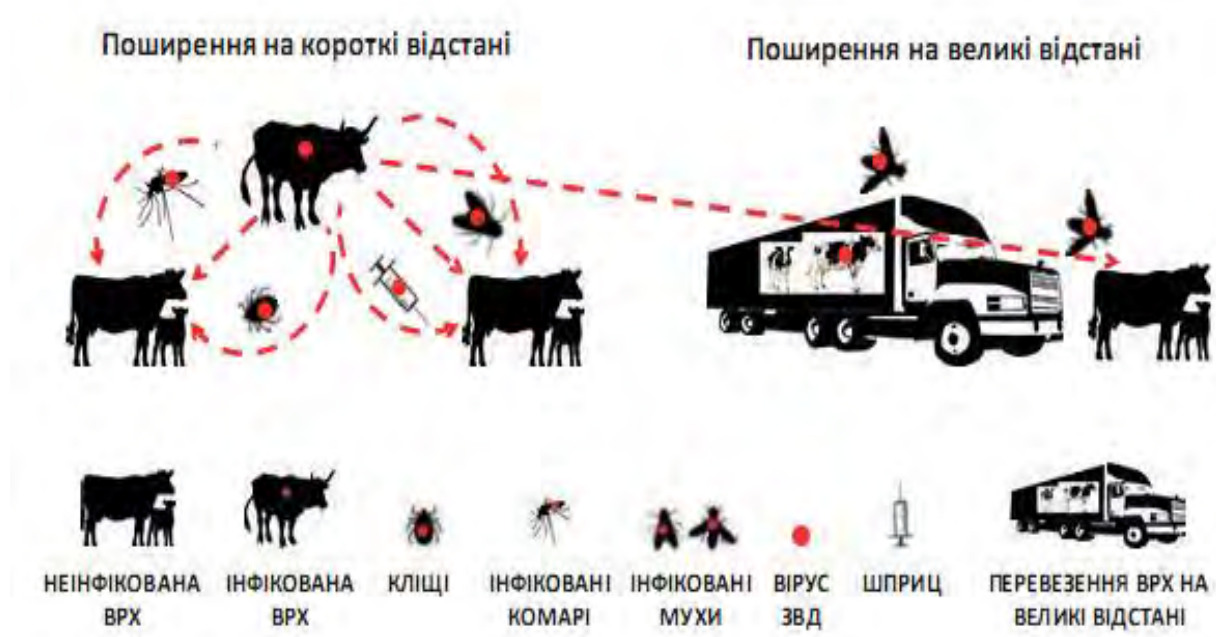 Поширення на короткі відстані
Поширення на великі відстані
НЕІНФІКОВАНА ВРХ
ІНФІКОВАНА ВРХ
КЛІЩІ
ІНФІКОВАНІ КОМАРІ
ІНФІКОВАНІ МУХИ
ВІРУС ЗВД
ШПРИЦ
ПЕРЕВЕЗЕННЯ ВРХ НА ВЕЛИКІ ВІДСТАНІ